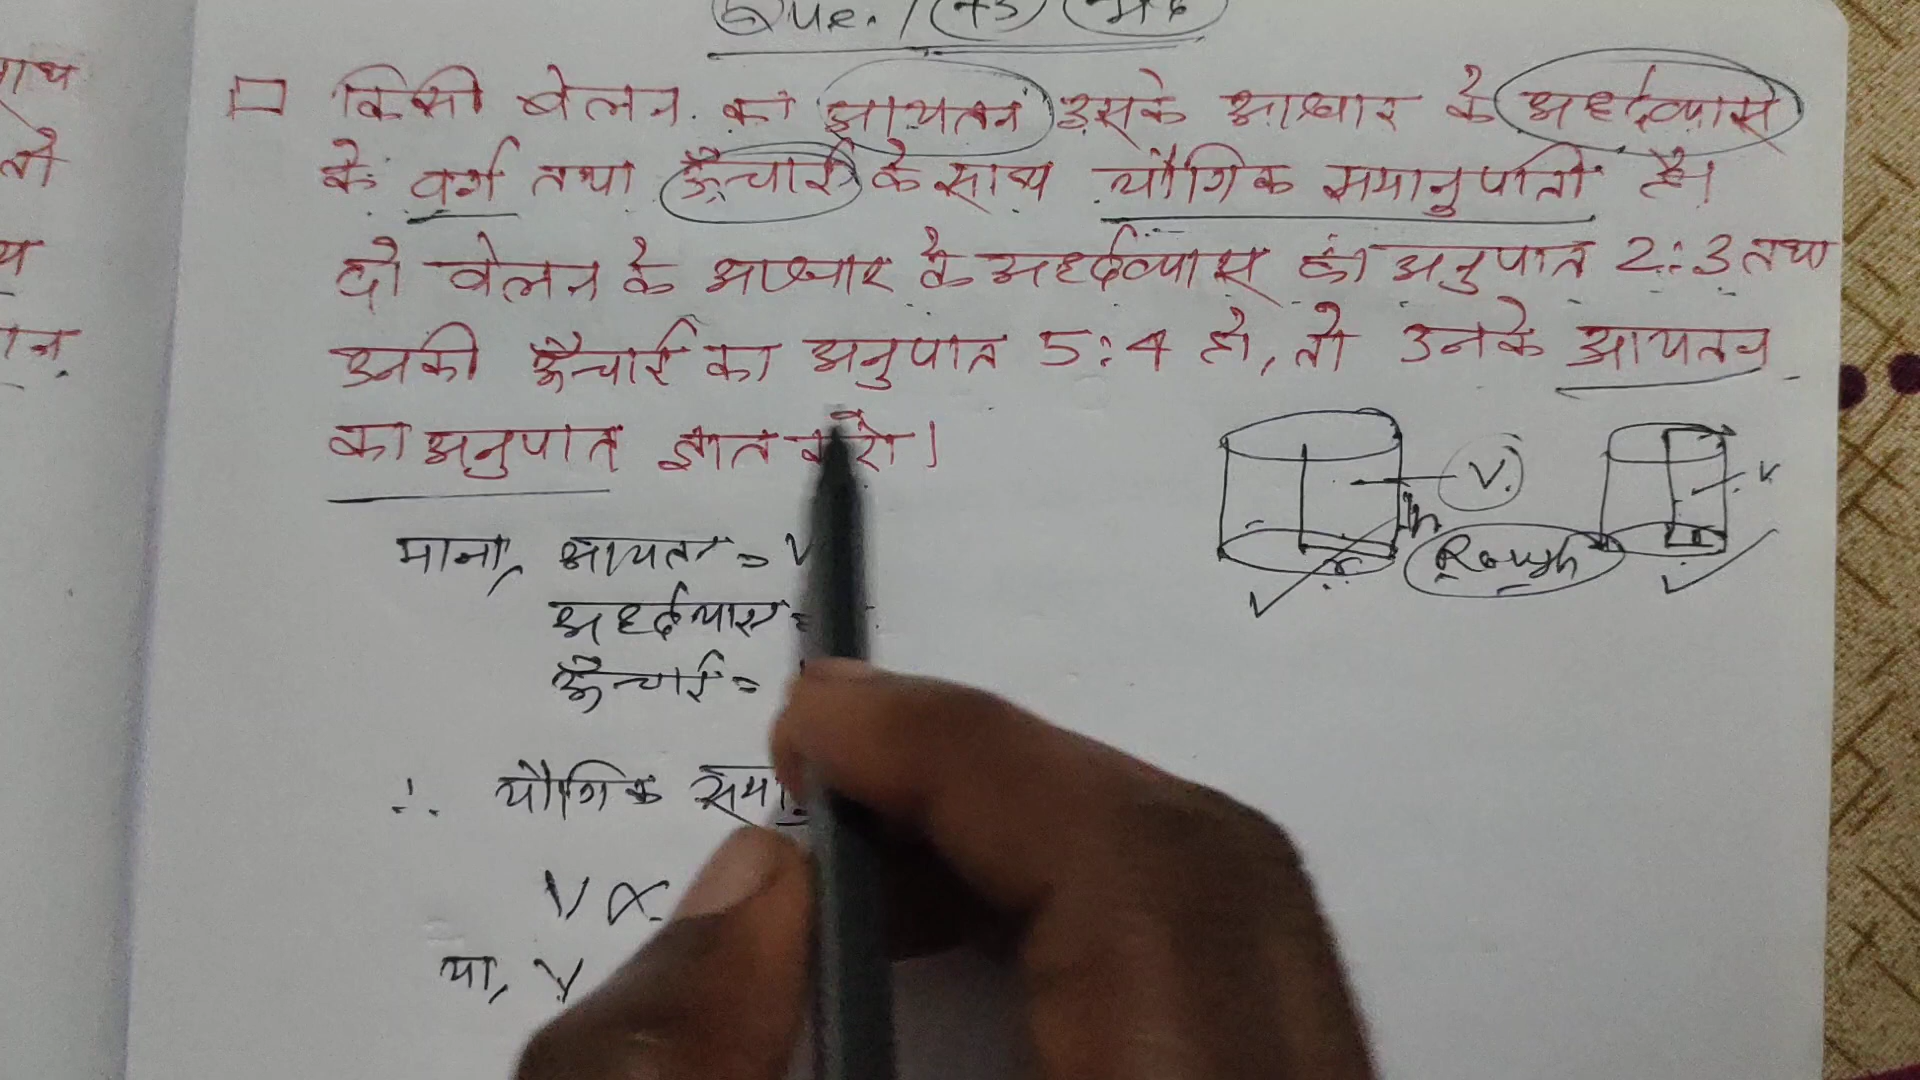 किसी बेलन का आयतन उसके आधार के अर्द्धव्यास
के वर्ग तथा ऊँचाई के साथ यौगिक समानुपाती है।
दो बेलन के आधार के अर्द्धव्यास का अनुपात 2:3 तथा
उनकी ऊँचाई का अनुपात 5:4 हो, तो उनके आयतन
का अनुपात ज्ञात करो।
V.
V
h
Rough
r
माना, आयतन = V
अर्द्धव्यास =
ऊँचाई =
∴ यौगिक समा
V ∝
या, V